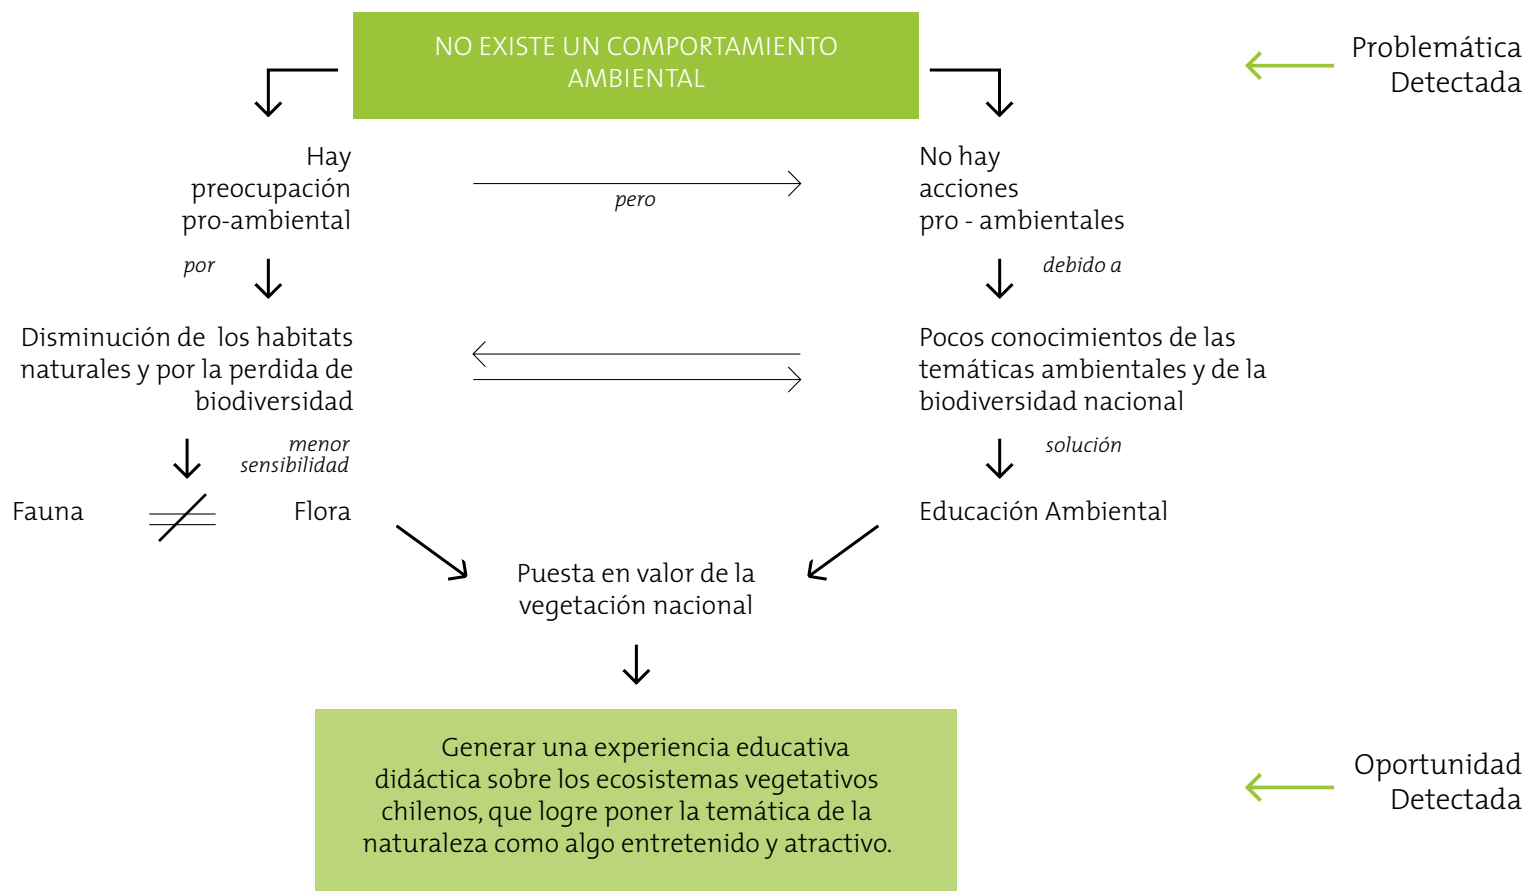 NO EXISTE UN COMPORTAMIENTO
AMBIENTAL
Problemática
Detectada
Hay
preocupación
pro-ambiental
pero
No hay
acciones
pro - ambientales
por
debido a
Disminución de los habitats
naturales y por la perdida de
biodiversidad
Pocos conocimientos de las
temáticas ambientales y de la
biodiversidad nacional
menor
sensibilidad
solución
Fauna
Flora
Educación Ambiental
Puesta en valor de la
vegetación nacional
Generar una experiencia educativa
didáctica sobre los ecosistemas vegetativos
chilenos, que logre poner la temática de la
naturaleza como algo entretenido y atractivo.
Oportunidad
Detectada